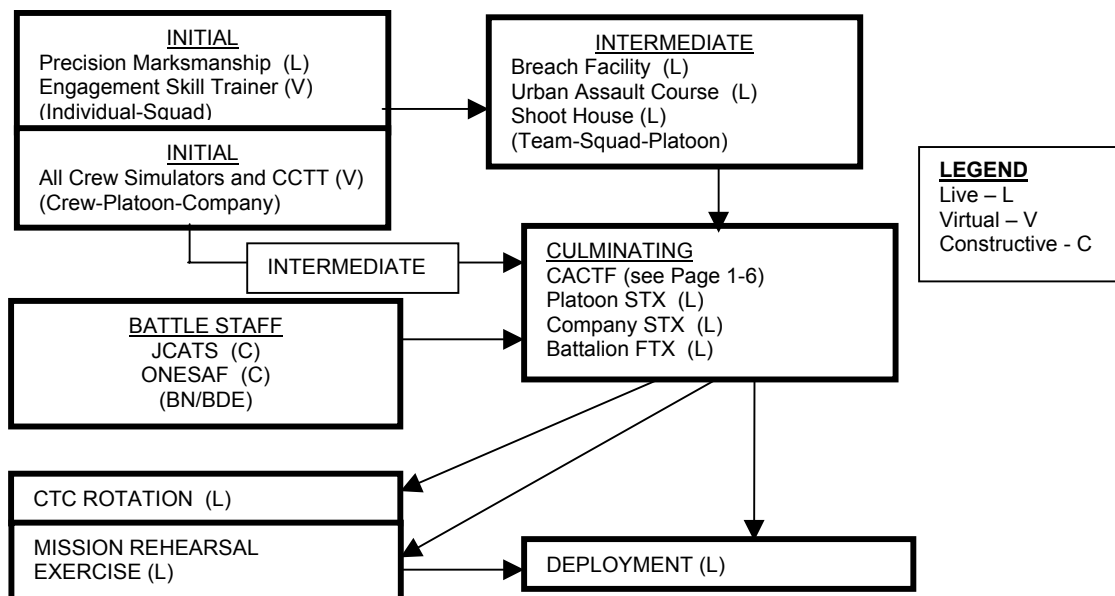 INITIAL
Precision Marksmanship (L)
Engagement Skill Trainer (V)
(Individual-Squad)
INITIAL
All Crew Simulators and CCTT (V)
(Crew-Platoon-Company)
INTERMEDIATE
Breach Facility (L)
Urban Assault Course (L)
Shoot House (L)
(Team-Squad-Platoon)
LEGEND
Live – L
Virtual – V
Constructive - C
INTERMEDIATE
CULMINATING
CACTF (see Page 1-6)
Platoon STX (L)
Company STX (L)
Battalion FTX (L)
BATTLE STAFF
JCATS (C)
ONESAF (C)
(BN/BDE)
CTC ROTATION (L)
MISSION REHEARSAL
EXERCISE (L)
DEPLOYMENT (L)